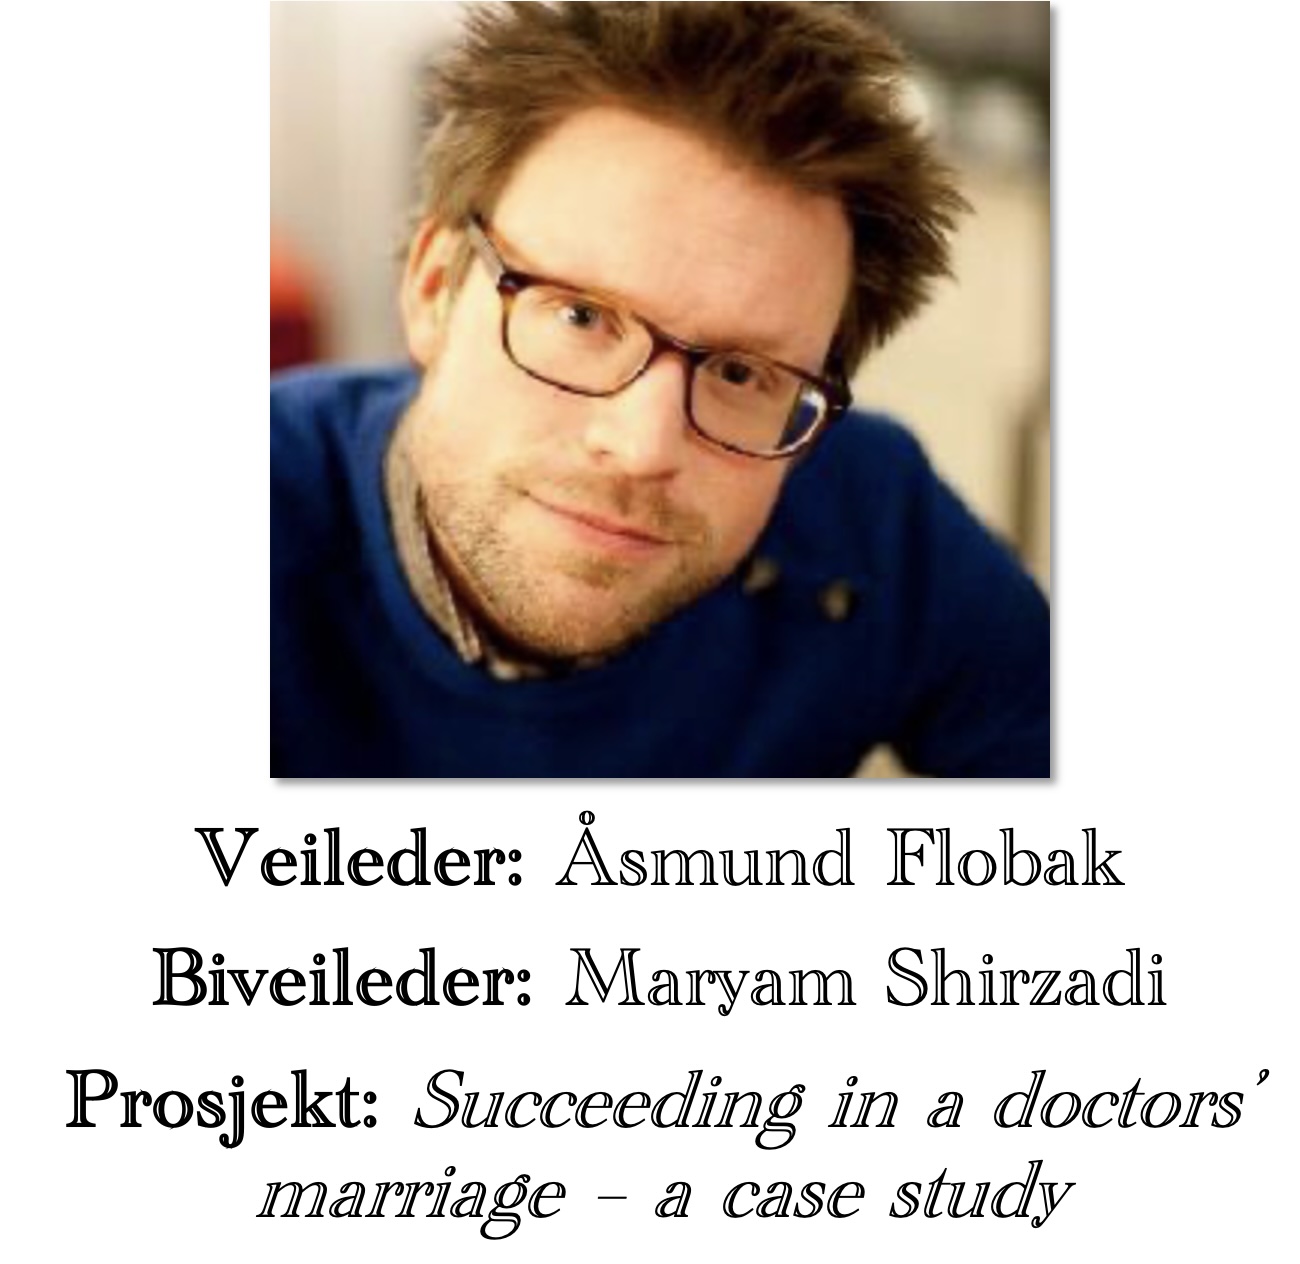 Veileder: Åsmund Flobak
Biveileder: Maryam Shirzadi
Prosjekt: Succeeding in a doctors’
marriage – a case study